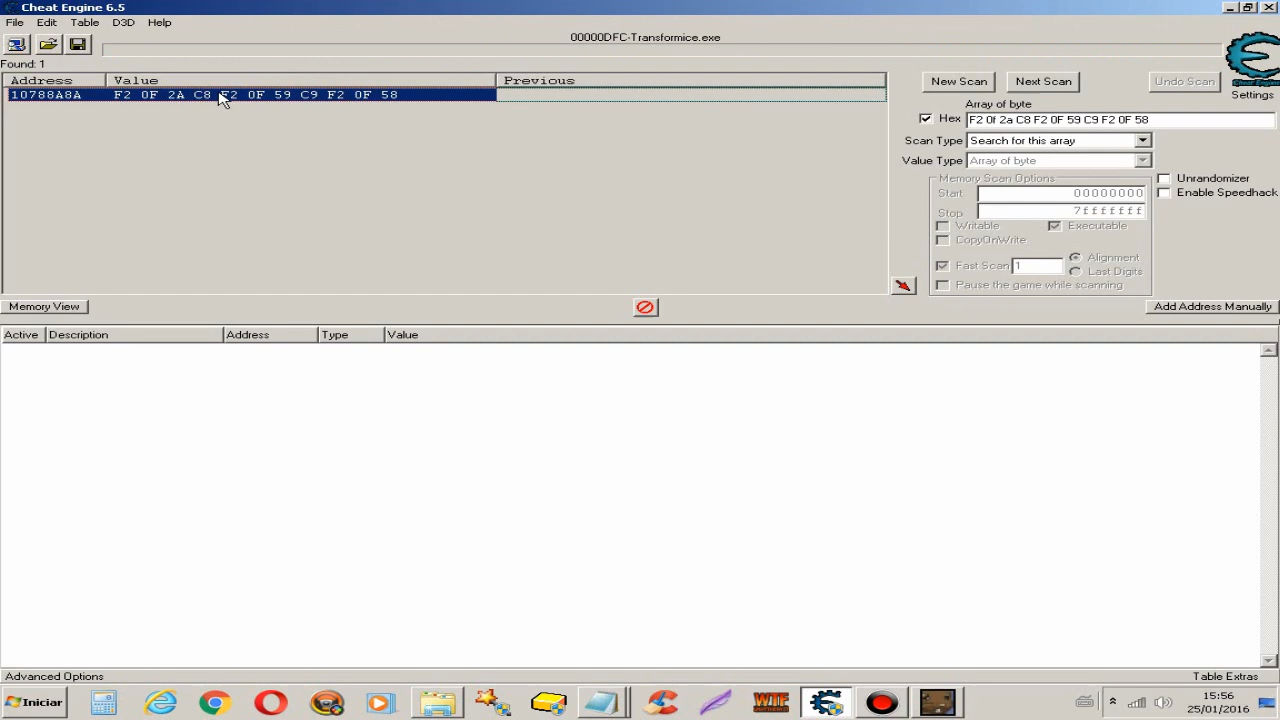 Cheat Engine 6.5
File Edit Table D3D Help
00000DFC-Transformice.exe
Found: 1
Address Value Previous
10788A8A F2 0F 2A C8 F2 0F 59 C9 F2 0F 58
New Scan Next Scan Undo Scan
Cheat Engine
Settings
Array of byte
Hex F2 0f 2a C8 F2 0F 59 C9 F2 0F 58
Scan Type Search for this array
Value Type Array of byte
Memory Scan Options
Start 00000000
Stop 7fffffff
Writable Executable
CopyOnWrite
Fast Scan 1 Alignment
Last Digits
Pause the game while scanning
Unrandomizer
Enable Speedhack
Memory View Add Address Manually
Active Description Address Type Value
Advanced Options Table Extras
Iniciar WTF 15:56
25/01/2016